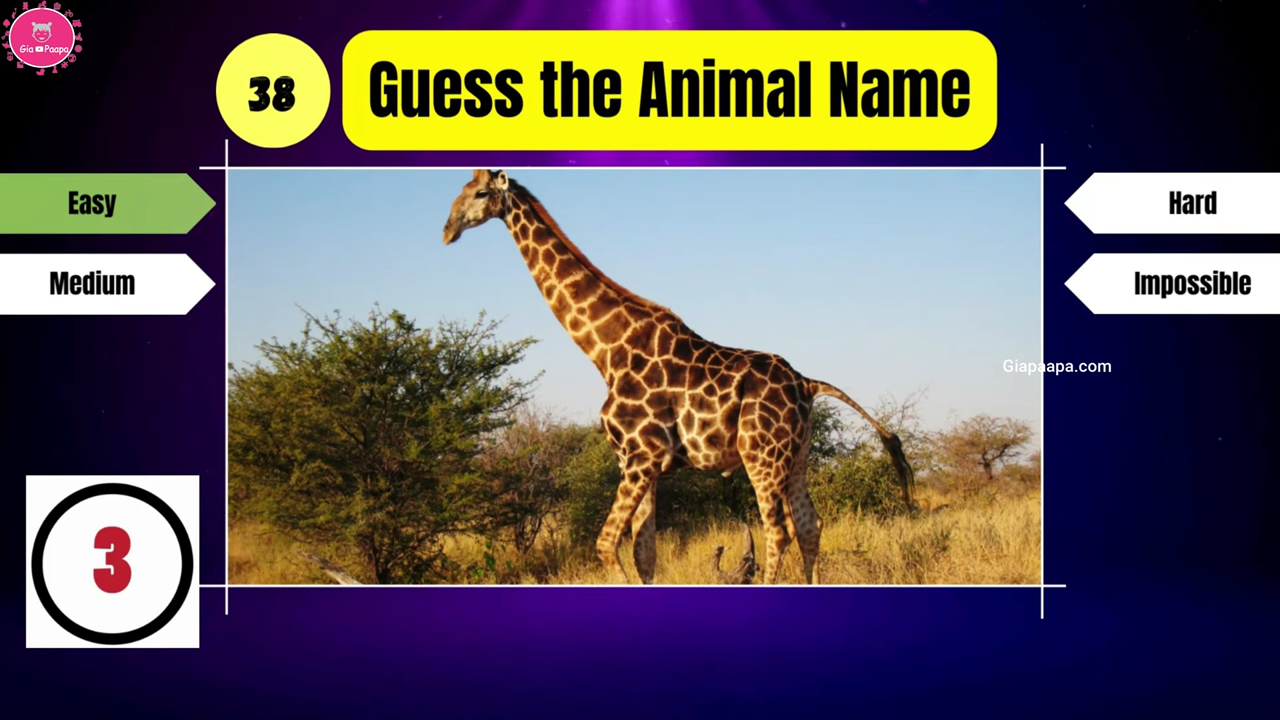 Gia Paapa
38
Guess the Animal Name
Easy
Hard
Medium
Impossible
Giapaapa.com
3